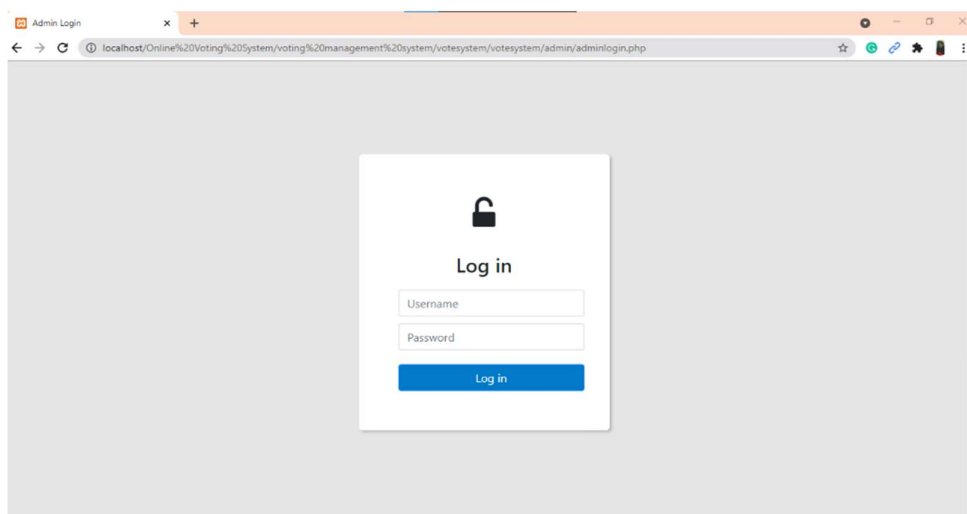 Admin Login
localhost/Online%20Voting%20System/voting%20management%20system/votesystem/votesystem/admin/adminlogin.php
Log in
Username
Password
Log in